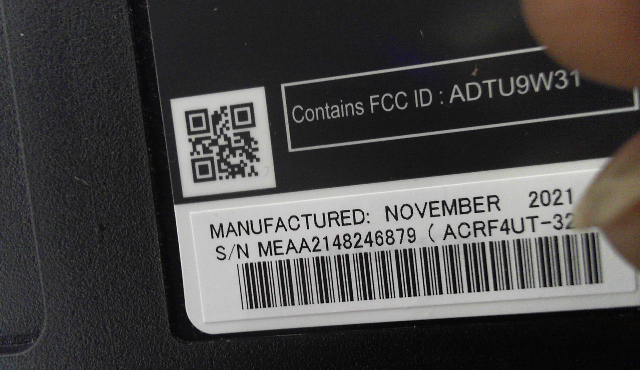 Contains FCC ID : ADTU9W31
MANUFACTURED: NOVEMBER 2021
S/N MEAA2148246879 ( ACRF4UT-32